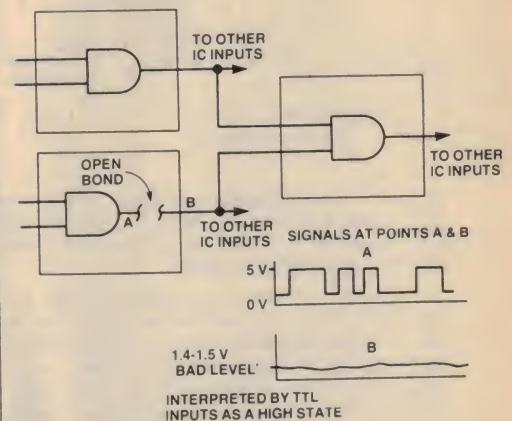 TO OTHER
IC INPUTS
OPEN
BOND
A
B
TO OTHER
IC INPUTS
TO OTHER
IC INPUTS
SIGNALS AT POINTS A & B
A
5 V
0 V
1.4-1.5 V
BAD LEVEL'
B
INTERPRETED BY TTL
INPUTS AS A HIGH STATE